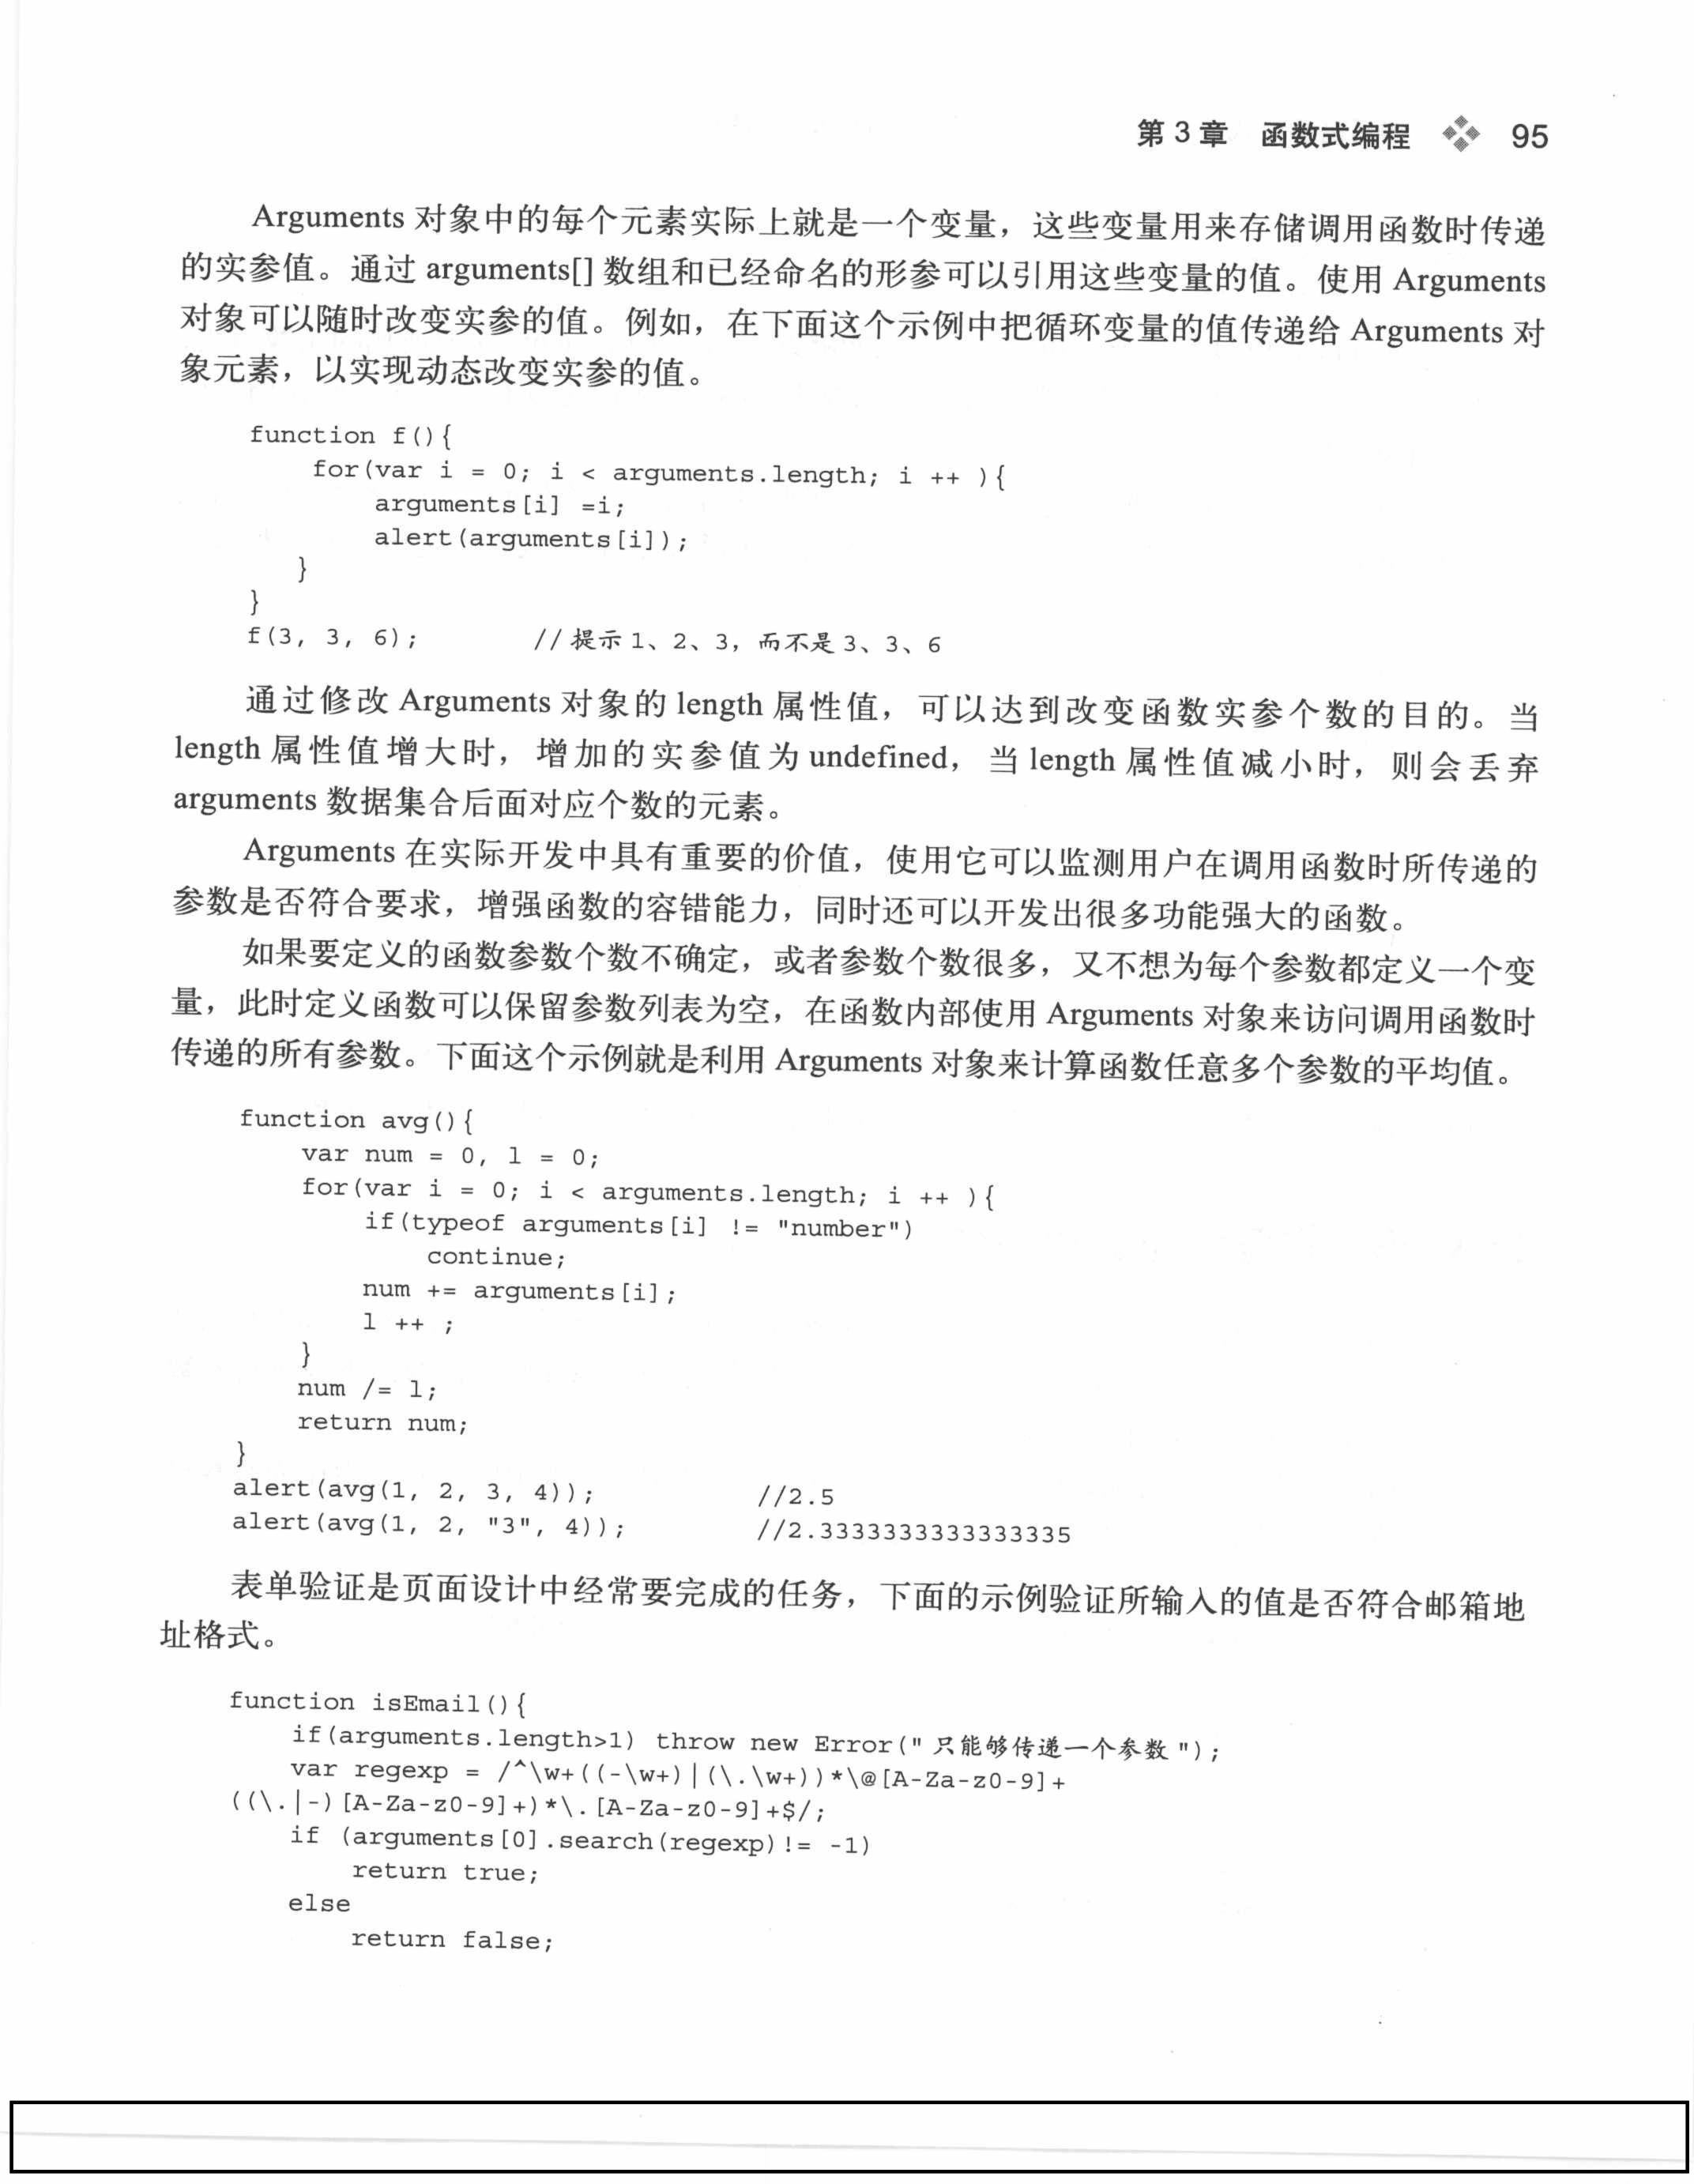 第 3 章 函数式编程 95
Arguments 对象中的每个元素实际上就是一个变量，这些变量用来存储调用函数时传递
的实参值。通过 arguments[] 数组和已经命名的形参可以引用这些变量的值。使用 Arguments
对象可以随时改变实参的值。例如，在下面这个示例中把循环变量的值传递给 Arguments 对
象元素，以实现动态改变实参的值。
function f(){
    for(var i = 0; i < arguments.length; i ++ ){
        arguments[i] =i;
        alert(arguments[i]);
    }
}
f(3, 3, 6);        //提示 1、2、3，而不是 3、3、6
通过修改 Arguments 对象的 length 属性值，可以达到改变函数实参个数的目的。当
length 属性值增大时，增加的实参值为 undefined，当 length 属性值减小时，则会丢弃
arguments 数据集合后面对应个数的元素。
Arguments 在实际开发中具有重要的价值，使用它可以监测用户在调用函数时所传递的
参数是否符合要求，增强函数的容错能力，同时还可以开发出很多功能强大的函数。
如果要定义的函数参数个数不确定，或者参数个数很多，又不想为每个参数都定义一个变
量，此时定义函数可以保留参数列表为空，在函数内部使用 Arguments 对象来访问调用函数时
传递的所有参数。下面这个示例就是利用 Arguments 对象来计算函数任意多个参数的平均值。
function avg(){
    var num = 0, l = 0;
    for(var i = 0; i < arguments.length; i ++ ){
        if(typeof arguments[i] != "number")
            continue;
        num += arguments[i];
        l ++ ;
    }
    num /= l;
    return num;
}
alert(avg(1, 2, 3, 4));        //2.5
alert(avg(1, 2, "3", 4));        //2.3333333333333335
表单验证是页面设计中经常要完成的任务，下面的示例验证所输入的值是否符合邮箱地
址格式。
function isEmail(){
    if(arguments.length>1) throw new Error(" 只能够传递一个参数 ");
    var regexp = /^\w+((-\w+)|(\.\w+))*\@[A-Za-z0-9]+
((\.|-)[A-Za-z0-9]+)*\.[A-Za-z0-9]+$/;
    if (arguments[0].search(regexp)!= -1)
        return true;
    else
        return false;